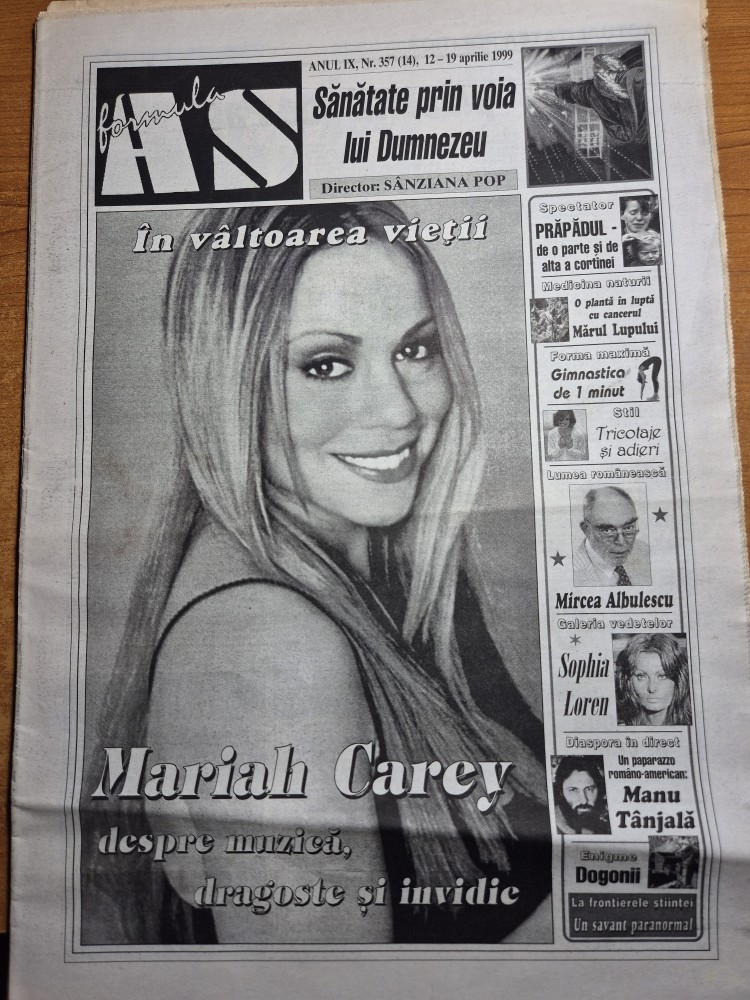 formula
AS
ANUL IX, Nr. 357 (14), 12 – 19 aprilie 1999
Sănătate prin voia
lui Dumnezeu
Director: SÂNZIANA POP
În vâltoarea vieții
Mariah Carey
despre muzică,
dragoste și invidie
Spectator
PRĂPĂDUL -
de o parte și de
alta a cortinei
Medicina naturii
O plantă în luptă
cu cancerul
Mărul Lupului
Forma maximă
Gimnastica
de 1 minut
Stil
Tricotaje
și adieri
Lumea românească
Mircea Albulescu
Galeria vedetelor
Sophia
Loren
Diaspora în direct
Un paparazzo
româno-american:
Manu
Tânjală
Enigme
Dogonii
La frontierele stiintei
Un savant paranormal